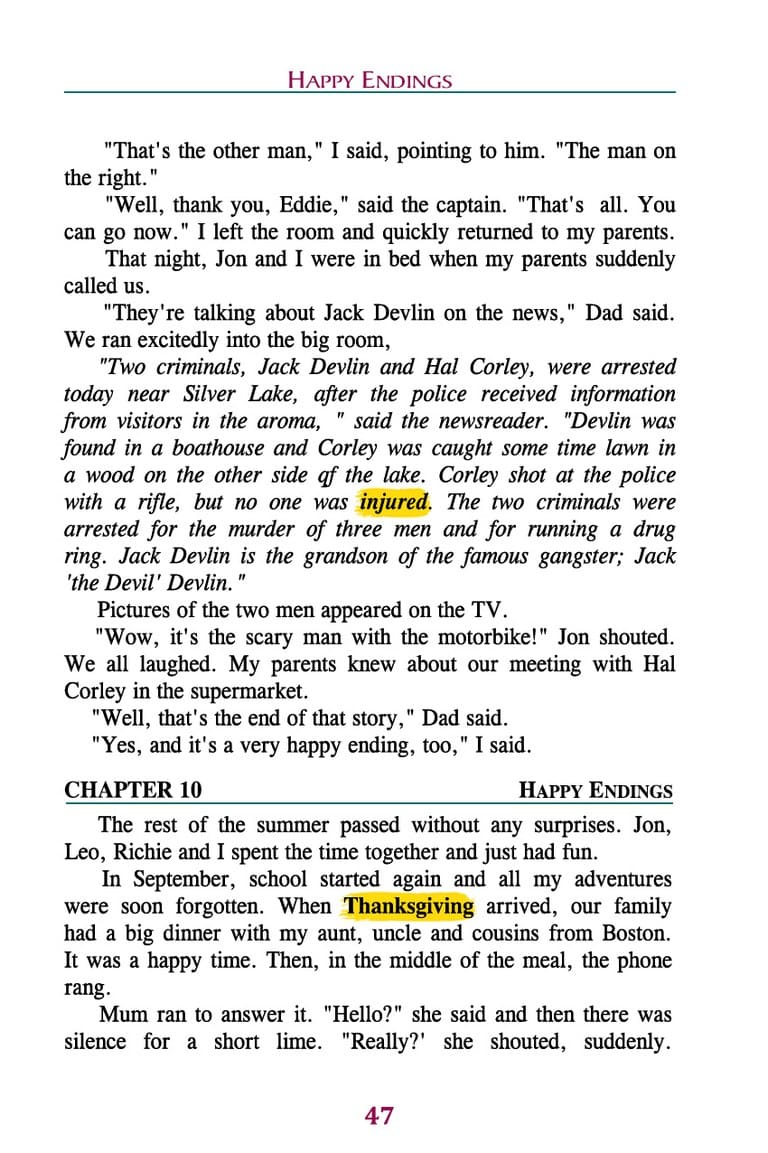 HAPPY ENDINGS
"That's the other man," I said, pointing to him. "The man on
the right."
"Well, thank you, Eddie," said the captain. "That's all. You
can go now." I left the room and quickly returned to my parents.
That night, Jon and I were in bed when my parents suddenly
called us.
"They're talking about Jack Devlin on the news," Dad said.
We ran excitedly into the big room,
"Two criminals, Jack Devlin and Hal Corley, were arrested
today near Silver Lake, after the police received information
from visitors in the aroma, " said the newsreader. "Devlin was
found in a boathouse and Corley was caught some time lawn in
a wood on the other side qf the lake. Corley shot at the police
with a rifle, but no one was injured. The two criminals were
arrested for the murder of three men and for running a drug
ring. Jack Devlin is the grandson of the famous gangster; Jack
'the Devil' Devlin. "
Pictures of the two men appeared on the TV.
"Wow, it's the scary man with the motorbike!" Jon shouted.
We all laughed. My parents knew about our meeting with Hal
Corley in the supermarket.
"Well, that's the end of that story," Dad said.
"Yes, and it's a very happy ending, too," I said.
CHAPTER 10 HAPPY ENDINGS
The rest of the summer passed without any surprises. Jon,
Leo, Richie and I spent the time together and just had fun.
In September, school started again and all my adventures
were soon forgotten. When Thanksgiving arrived, our family
had a big dinner with my aunt, uncle and cousins from Boston.
It was a happy time. Then, in the middle of the meal, the phone
rang.
Mum ran to answer it. "Hello?" she said and then there was
silence for a short lime. "Really?' she shouted, suddenly.
47